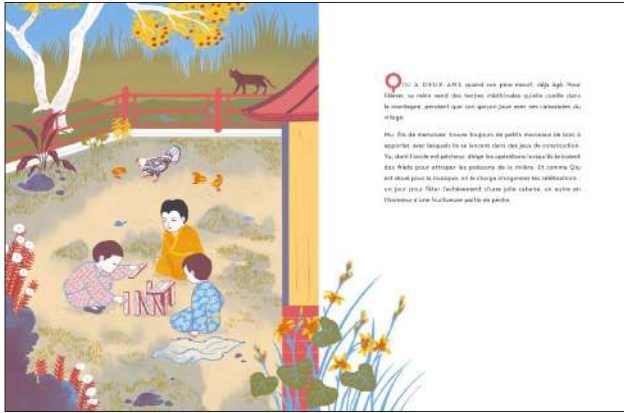 QIU A DEUX ANS quand son père meurt, déjà âgé. Pour
l'élever, sa mère vend des herbes médicinales qu'elle cueille dans
la montagne, pendant que son garçon joue avec ses camarades du
village.
Hu, fils de menuisier, trouve toujours de petits morceaux de bois à
apporter, avec lesquels ils se lancent dans des jeux de construction.
Yu, dont l'oncle est pêcheur, dirige les opérations lorsqu'ils bricolent
des filets pour attraper les poissons de la rivière. Et comme Qiu
est doué pour la musique, on le charge d'organiser les célébrations :
un jour pour fêter l'achèvement d'une jolie cabane, un autre en
l'honneur d'une fructueuse partie de pêche.